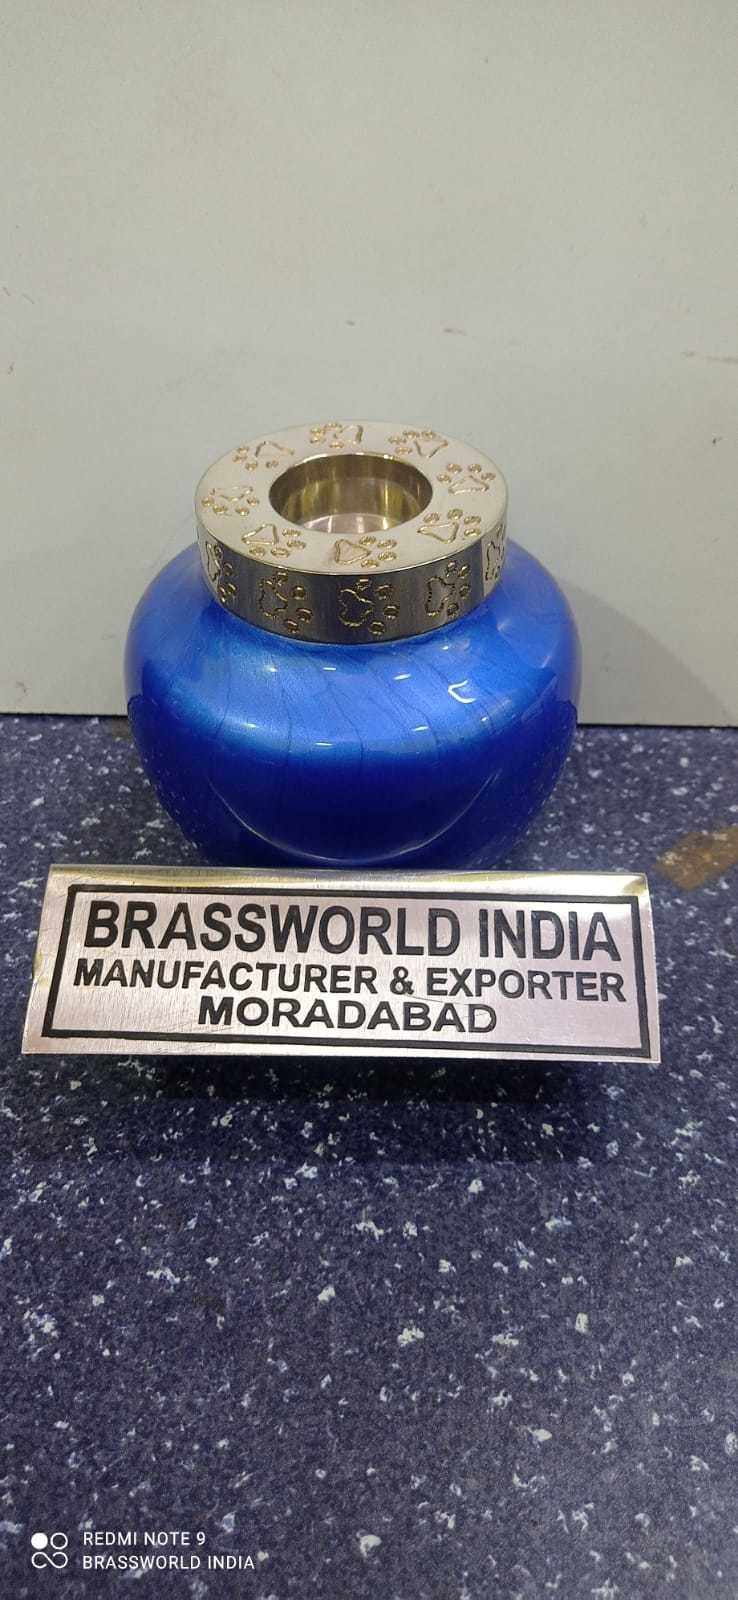 BRASSWORLD INDIA
MANUFACTURER & EXPORTER
MORADABAD
REDMI NOTE 9
BRASSWORLD INDIA